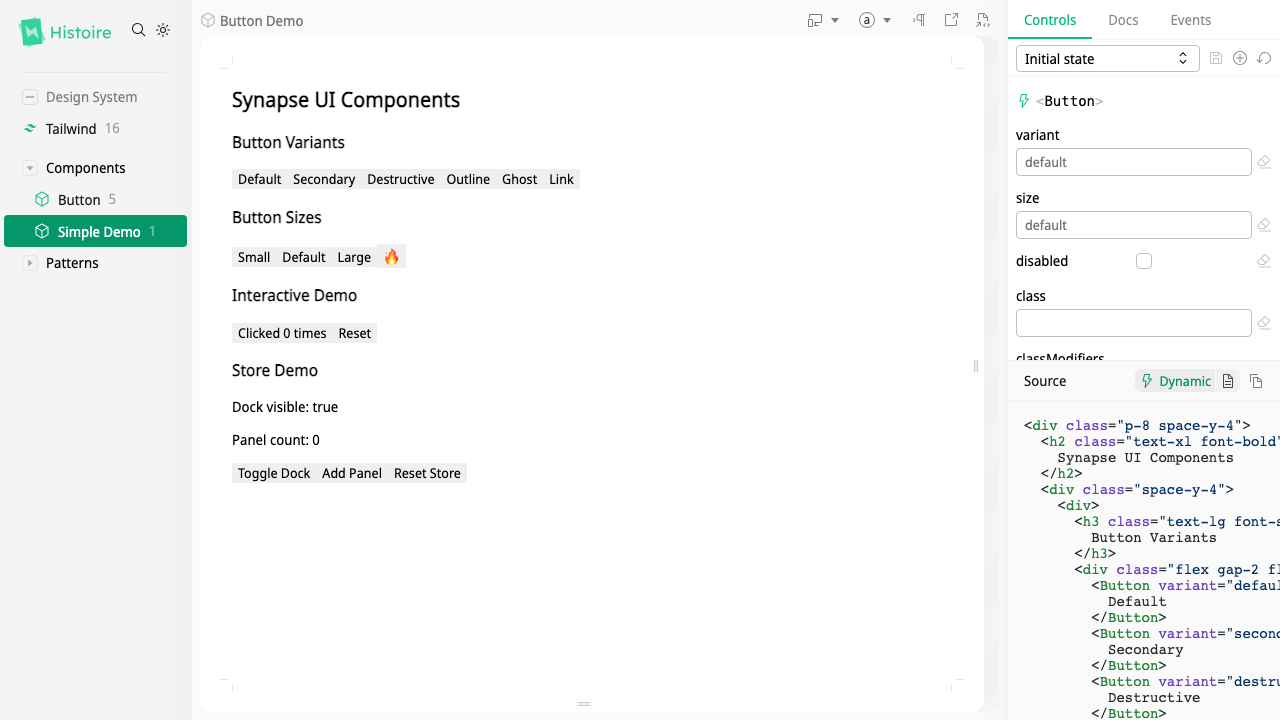 Histoire
Design System
Tailwind 16
Components
Button 5
Simple Demo 1
Patterns
Button Demo
a
Synapse UI Components
Button Variants
Default Secondary Destructive Outline Ghost Link
Button Sizes
Small Default Large 🔥
Interactive Demo
Clicked 0 times Reset
Store Demo
Dock visible: true
Panel count: 0
Toggle Dock Add Panel Reset Store
Controls Docs Events
Initial state
<Button>
variant
default
size
default
disabled
class
classModifiers
Source Dynamic
<div class="p-8 space-y-4">
<h2 class="text-xl font-bold"
Synapse UI Components
</h2>
<div class="space-y-4">
<div>
<h3 class="text-lg font-s
Button Variants
</h3>
<div class="flex gap-2 fl
<Button variant="defaul
Default
</Button>
<Button variant="second
Secondary
</Button>
<Button variant="destru
Destructive
</Button>